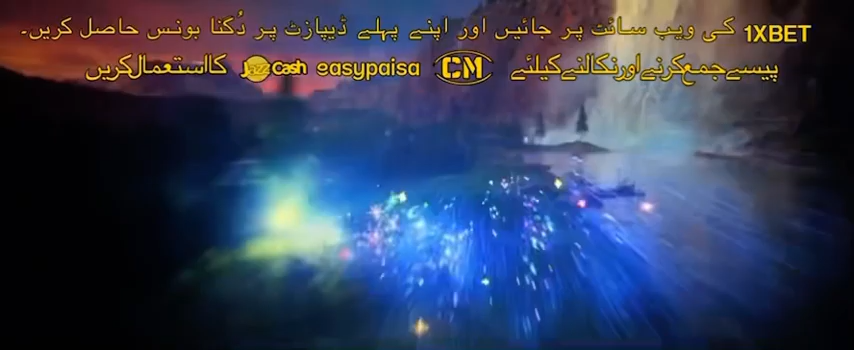 1XBET کی ویب سائٹ پر جائیں اور اپنے پہلے ڈیپازٹ پر دُگنا بونس حاصل کریں۔
پیسے جمع کرنے اور نکالنے کیلئے CM easypaisa JazzCash کا استعمال کریں